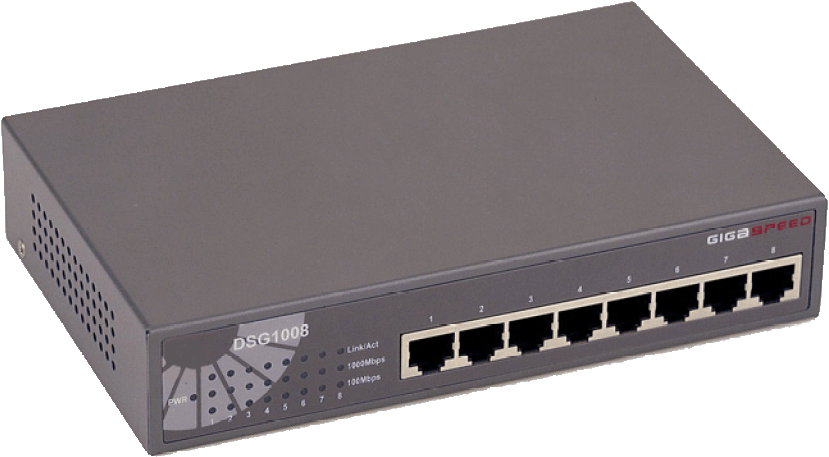 GIGASPEED
1 2 3 4 5 6 7 8
DSG1008
Link/Act
1000Mbps
100Mbps
PWR
1 2 3 4 5 6 7 8